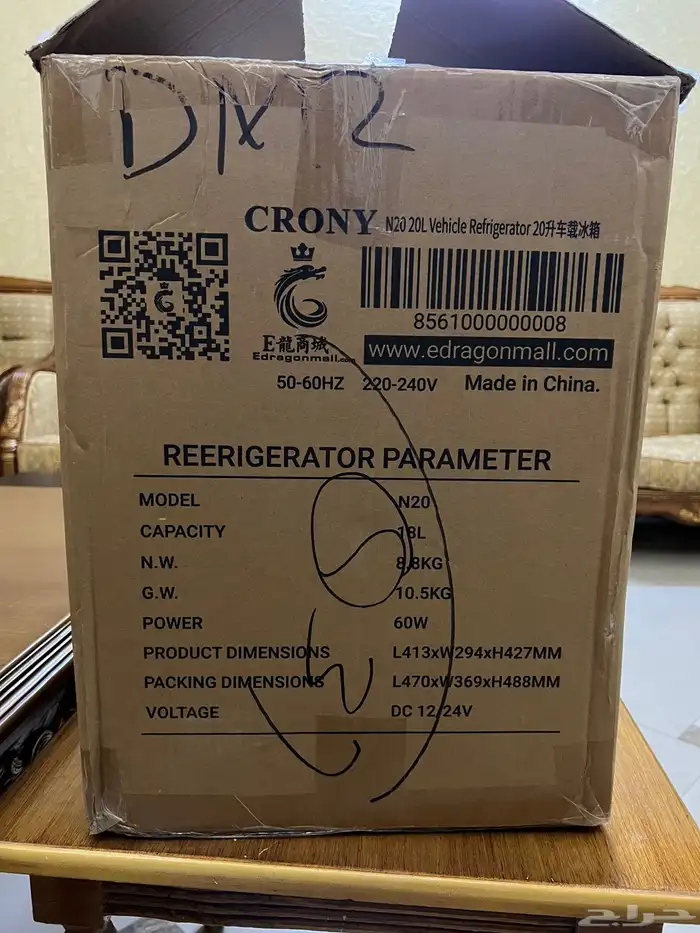 CRONY N20 20L Vehicle Refrigerator 20升车载冰箱
8561000000008
E龍商城
Edragonmall.com
www.edragonmall.com
50-60HZ 220-240V Made in China.
REERIGERATOR PARAMETER
MODEL N20
CAPACITY 18L
N.W. 8.8KG
G.W. 10.5KG
POWER 60W
PRODUCT DIMENSIONS L413xW294xH427MM
PACKING DIMENSIONS L470xW369xH488MM
VOLTAGE DC 12/24V
حراج